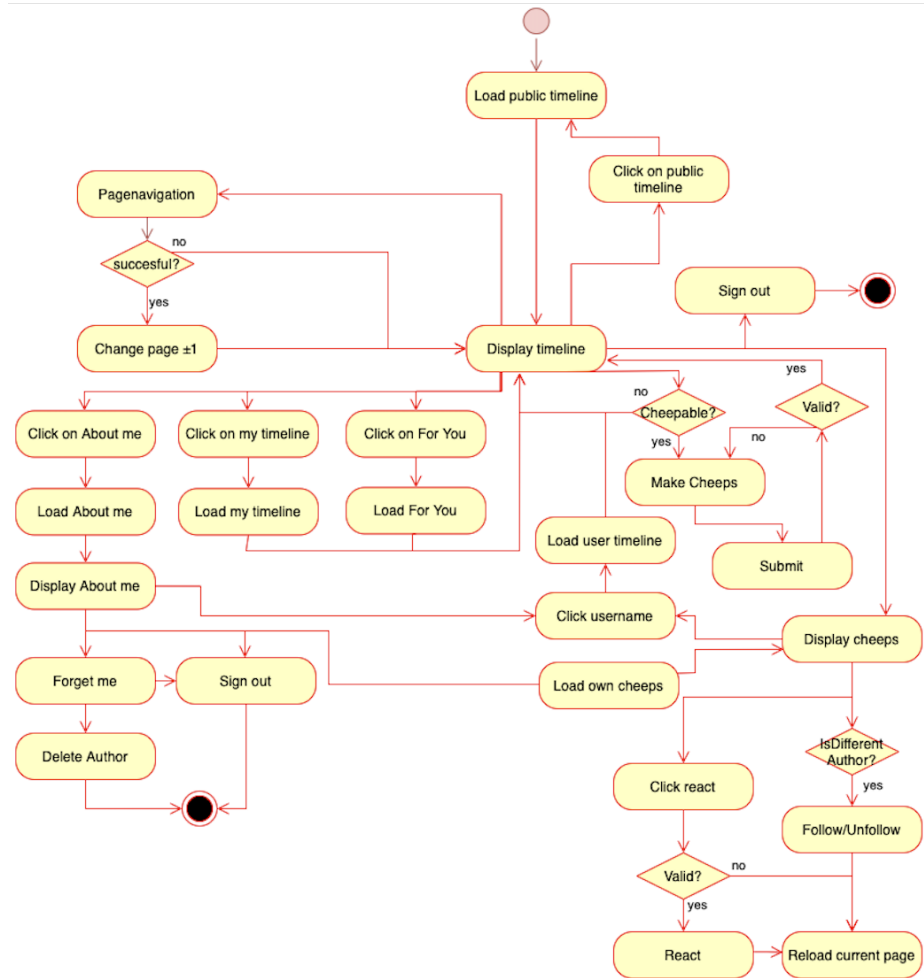 Load public timeline
Click on public
timeline
Pagenavigation
no
succesful?
yes
Sign out
Change page ±1
Display timeline
yes
no
Cheepable?
Valid?
Click on About me
Click on my timeline
Click on For You
yes
no
Make Cheeps
Load About me
Load my timeline
Load For You
Load user timeline
Submit
Display About me
Click username
Display cheeps
Forget me
Sign out
Load own cheeps
Delete Author
IsDifferent
Author?
yes
Click react
Follow/Unfollow
Valid?
no
yes
React
Reload current page